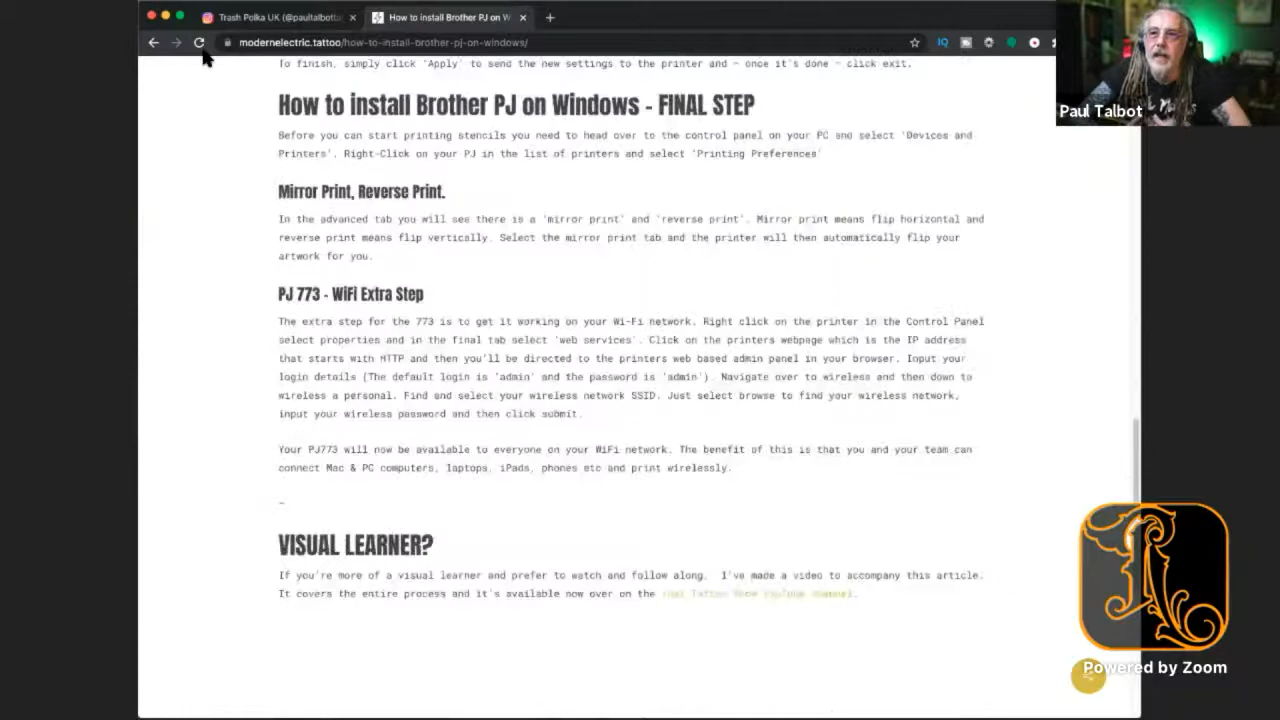 Trash Polka UK (@paultalbotta
How to install Brother PJ on W
modernelectric.tattoo/how-to-install-brother-pj-on-windows/
IQ
Paul Talbot
To finish, simply click 'Apply' to send the new settings to the printer and – once it's done – click exit.
How to install Brother PJ on Windows - FINAL STEP
Before you can start printing stencils you need to head over to the control panel on your PC and select 'Devices and
Printers'. Right-Click on your PJ in the list of printers and select 'Printing Preferences'
Mirror Print, Reverse Print.
In the advanced tab you will see there is a 'mirror print' and 'reverse print'. Mirror print means flip horizontal and
reverse print means flip vertically. Select the mirror print tab and the printer will then automatically flip your
artwork for you.
PJ 773 - WiFi Extra Step
The extra step for the 773 is to get it working on your Wi-Fi network. Right click on the printer in the Control Panel
select properties and in the final tab select 'web services'. Click on the printers webpage which is the IP address
that starts with HTTP and then you'll be directed to the printers web based admin panel in your browser. Input your
login details (The default login is 'admin' and the password is 'admin'). Navigate over to wireless and then down to
wireless a personal. Find and select your wireless network SSID. Just select browse to find your wireless network,
input your wireless password and then click submit.
Your PJ773 will now be available to everyone on your WiFi network. The benefit of this is that you and your team can
connect Mac & PC computers, laptops, iPads, phones etc and print wirelessly.
–
VISUAL LEARNER?
If you're more of a visual learner and prefer to watch and follow along, I've made a video to accompany this article.
It covers the entire process and it's available now over on the
Powered by Zoom